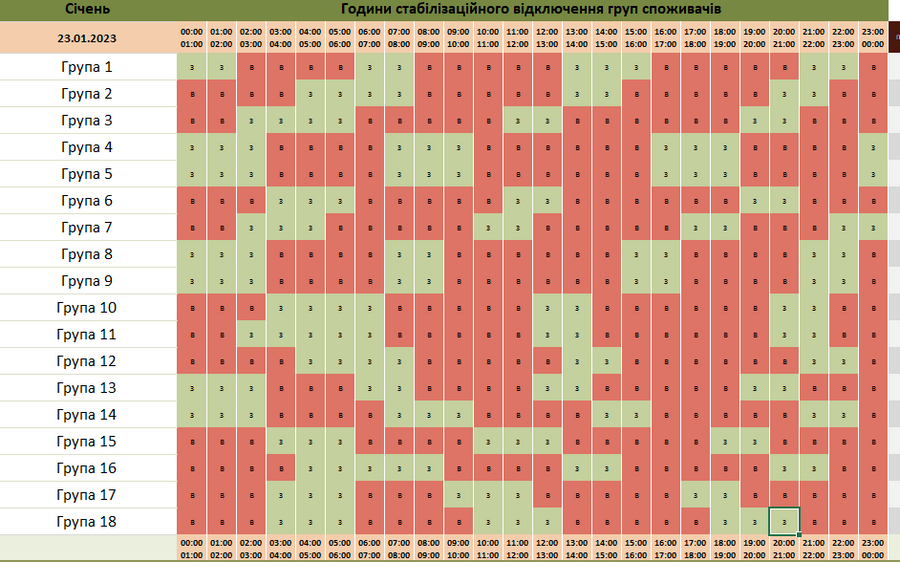 Січень Години стабілізаційного відключення груп споживачів
23.01.2023 00:00 01:00 02:00 03:00 04:00 05:00 06:00 07:00 08:00 09:00 10:00 11:00 12:00 13:00 14:00 15:00 16:00 17:00 18:00 19:00 20:00 21:00 22:00 23:00
01:00 02:00 03:00 04:00 05:00 06:00 07:00 08:00 09:00 10:00 11:00 12:00 13:00 14:00 15:00 16:00 17:00 18:00 19:00 20:00 21:00 22:00 23:00 00:00
Група 1 З З В В В В З З В В В В В З З З В В В В В З З В
Група 2 В В В В З З З З В В В В В З З В В В В В З З В В
Група 3 В В З З З З В В В В В З З В В В В В В З З В В В
Група 4 З З З В В В В З З З В В В В В В З З З В В В В З
Група 5 З З З В В В В З З З В В В В В В З З З В В В В З
Група 6 В В В З З З В В В В В З З В В В В В В З З В В В
Група 7 В В З З З В В В В В З З В В В В В З З В В В З З
Група 8 З З З В В В В З З В В В В В В З З В В В В З З В
Група 9 З З З В В В В З З В В В В В В З З В В В В З З В
Група 10 В В В З З З З В В В В В З З В В В В В В З З В В
Група 11 В В З З З З З В В В В В З З В В В В В В З З В В
Група 12 В В В В З З З З В В В В В З З В В В В В В З З В
Група 13 З З З В В В З З В В В В З З В В В В В З З В В В
Група 14 З З З В В В В З З З В В В В З З В В В В В З З В
Група 15 В В В З З З В В В В З З З В В В В В З З В В В В
Група 16 В В В В З З З З З В В В В З З В В В В В З З В В
Група 17 В В В З З З В В В З З З В В В В В З З В В В В В
Група 18 В В В З З З В В В В З З З В В В В В З З З В В В
00:00 01:00 02:00 03:00 04:00 05:00 06:00 07:00 08:00 09:00 10:00 11:00 12:00 13:00 14:00 15:00 16:00 17:00 18:00 19:00 20:00 21:00 22:00 23:00
01:00 02:00 03:00 04:00 05:00 06:00 07:00 08:00 09:00 10:00 11:00 12:00 13:00 14:00 15:00 16:00 17:00 18:00 19:00 20:00 21:00 22:00 23:00 00:00